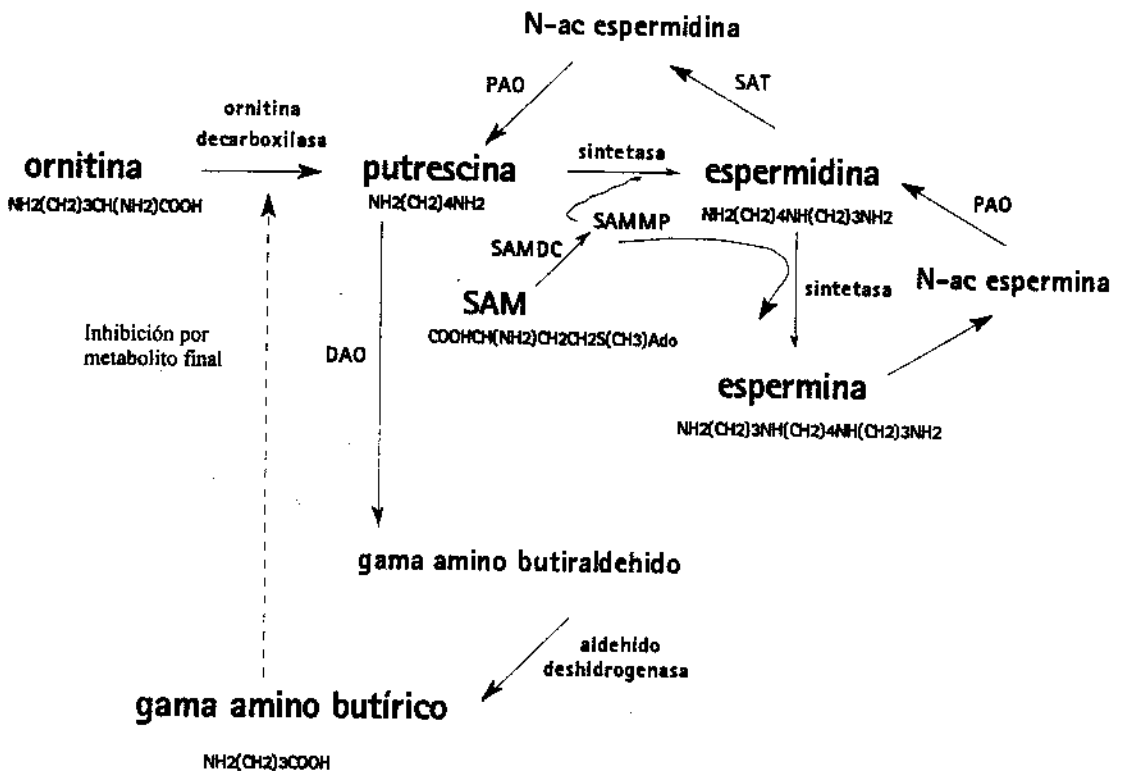 N-ac espermidina
PAO
SAT
ornitina
decarboxilasa
ornitina
putrescina
sintetasa
espermidina
NH2(CH2)3CH(NH2)COOH
NH2(CH2)4NH2
NH2(CH2)4NH(CH2)3NH2
PAO
SAMMP
SAMDC
N-ac espermina
sintetasa
SAM
COOHCH(NH2)CH2CH2S(CH3)Ado
Inhibición por
metabolito final
DAO
espermina
NH2(CH2)3NH(CH2)4NH(CH2)3NH2
gama amino butiraldehido
aldehído
deshidrogenasa
gama amino butírico
NH2(CH2)3COOH